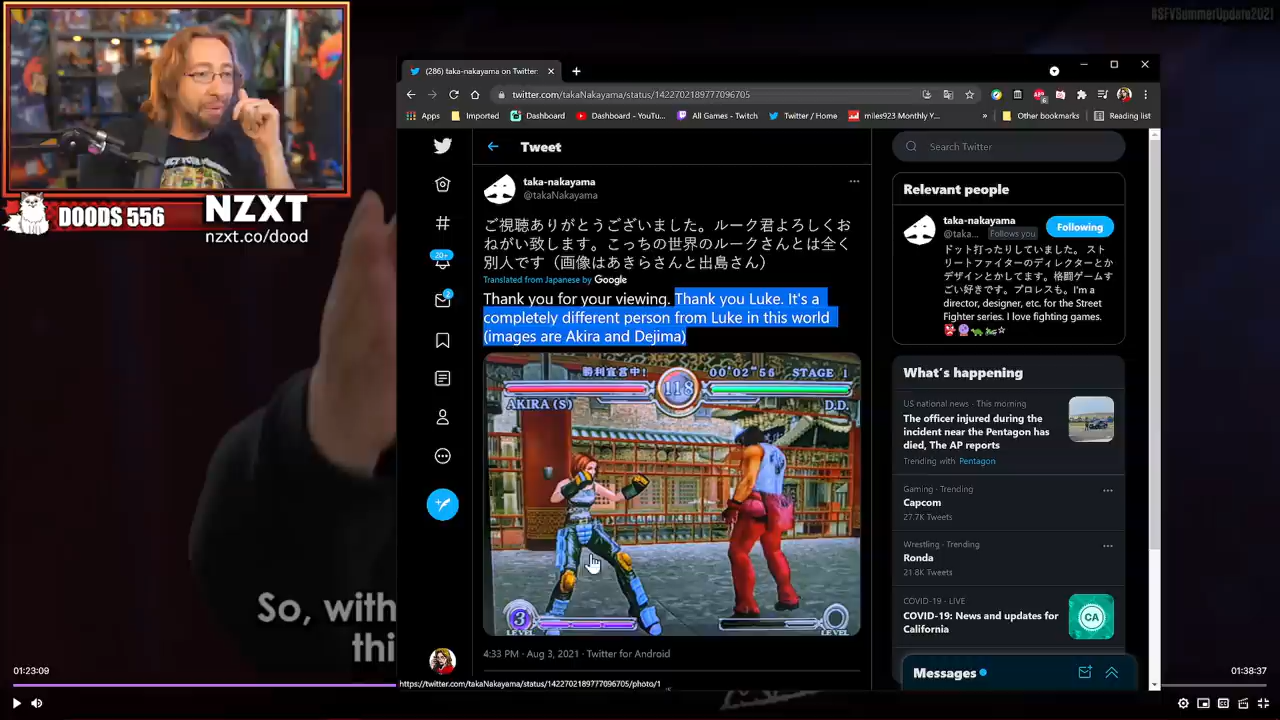 #SFVSummerUpdate2021
(286) taka-nakayama on Twitter:
twitter.com/takaNakayama/status/1422702189777096705
Apps Imported Dashboard Dashboard - YouTu... All Games - Twitch Twitter / Home miles923 Monthly Y... » Other bookmarks Reading list
Tweet
Search Twitter
taka-nakayama
@takaNakayama
ご視聴ありがとうございました。ルーク君よろしくお
ねがい致します。こっちの世界のルークさんとは全く
別人です（画像はあきらさんと出島さん）
Translated from Japanese by Google
Thank you for your viewing. Thank you Luke. It's a
completely different person from Luke in this world
(images are Akira and Dejima)
勝利宣言中! 118 00'02"56 STAGE 1
AKIRA (S) D.D.
3
LEVEL LEVEL
4:33 PM · Aug 3, 2021 · Twitter for Android
Relevant people
taka-nakayama
@taka... Follows you
Following
ドット打ったりしていました。 スト
リートファイターのディレクターとか
デザインとかしてます。格闘ゲームす
ごい好きです。プロレスも。I'm a
director, designer, etc. for the Street
Fighter series. I love fighting games.
What's happening
US national news · This morning
The officer injured during the
incident near the Pentagon has
died, The AP reports
Trending with Pentagon
Gaming · Trending
Capcom
27.7K Tweets
Wrestling · Trending
Ronda
21.8K Tweets
COVID-19 · LIVE
COVID-19: News and updates for
California
CA
Messages
20+
2
DOODS 556
NZXT
nzxt.co/dood
So, with
thi
01:23:09
01:38:37
https://twitter.com/takaNakayama/status/1422702189777096705/photo/1